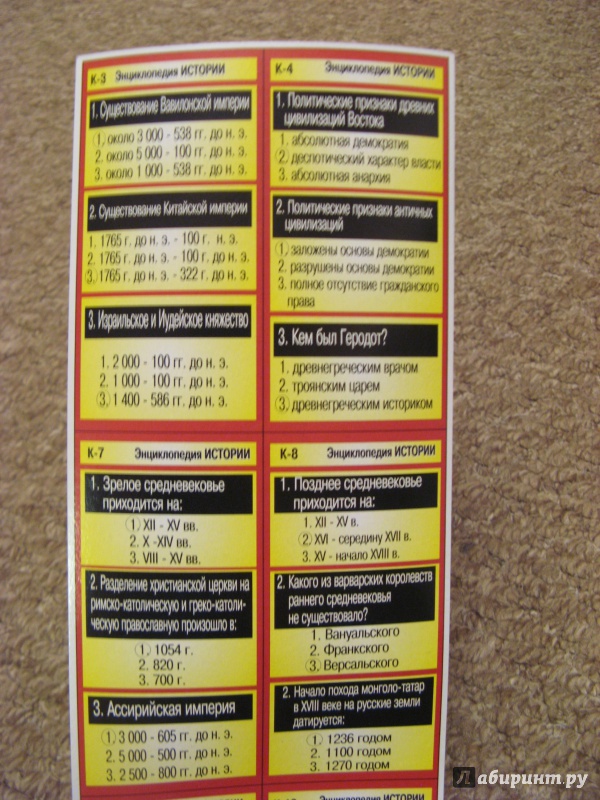 К-3 Энциклопедия ИСТОРИИ
1. Существование Вавилонской империи
1. около 3 000 - 538 гг. до н. э.
2. около 5 000 - 100 гг. до н. э.
3. около 1 000 - 538 гг. до н. э.
2. Существование Китайской империи
1. 1765 г. до н. э. - 100 г. н. э.
2. 1765 г. до н. э. - 100 г. до н. э.
3. 1765 г. до н. э. - 322 г. до н. э.
3. Израильское и Иудейское княжество
1. 2 000 - 100 гг. до н. э.
2. 1 000 - 100 гг. до н. э.
3. 1 400 - 586 гг. до н. э.
К-4 Энциклопедия ИСТОРИИ
1. Политические признаки древних
цивилизаций Востока
1. абсолютная демократия
2. деспотический характер власти
3. абсолютная анархия
2. Политические признаки античных
цивилизаций
1. заложены основы демократии
2. разрушены основы демократии
3. полное отсутствие гражданского
права
3. Кем был Геродот?
1. древнегреческим врачом
2. троянским царем
3. древнегреческим историком
К-7 Энциклопедия ИСТОРИИ
1. Зрелое средневековье
приходится на:
1. XII - XV вв.
2. X -XIV вв.
3. VIII - XV вв.
2. Разделение христианской церкви на
римско-католическую и греко-католи-
ческую православную произошло в:
1. 1054 г.
2. 820 г.
3. 700 г.
3. Ассирийская империя
1. 3 000 - 605 гг. до н. э.
2. 5 000 - 500 гг. до н. э.
3. 2 500 - 800 гг. до н. э.
К-8 Энциклопедия ИСТОРИИ
1. Позднее средневековье
приходится на:
1. XII - XV в.
2. XVI - середину XVII в.
3. XV - начало XVIII в.
2. Какого из варварских королевств
раннего средневековья
не существовало?
1. Вануальского
2. Франкского
3. Версальского
2. Начало похода монголо-татар
в XVIII веке на русские земли
датируется:
1. 1236 годом
2. 1100 годом
3. 1270 годом
лабиринт.ру